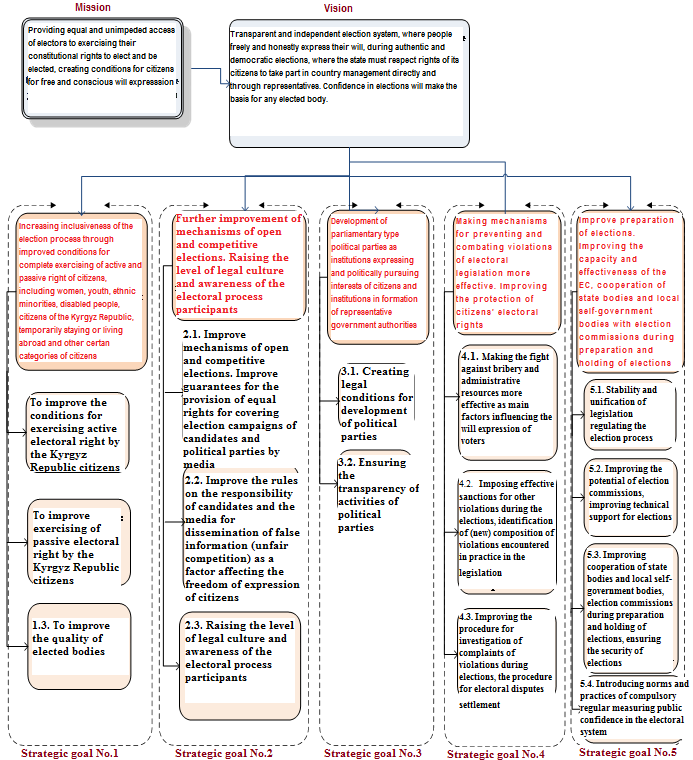 Mission
Vision
Providing equal and unimpeded access
of electors to exercising their
constitutional rights to elect and be
elected, creating conditions for citizens
for free and conscious will expresssion
Transparent and independent election system, where people
freely and honestly express their will, during authentic and
democratic elections, where the state must respect rights of its
citizens to take part in country management directly and
through representatives. Confidence in elections will make the
basis for any elected body.
Increasing inclusiveness of the
election process through
improved conditions for
complete exercising of active and
passive right of citizens,
including women, youth, ethnic
minorities, disabled people,
citizens of the Kyrgyz Republic,
temporarily staying or living
abroad and other certan
categories of citizens
To improve the
conditions for
exercising active
electoral right by
the Kyrgyz
Republic citizens
To improve
exercising of
passive electoral
right by the
Kyrgyz Republic
citizens
1.3. To improve
the quality of
elected bodies
Strategic goal No.1
Further improvement of
mechanisms of open
and competitive
elections. Raising the
level of legal culture
and awareness of the
electoral process
participants
2.1. Improve
mechanisms of open
and competitive
elections. Improve
guarantees for the
provision of equal
rights for covering
election campaigns of
candidates and
political parties by
media
2.2. Improve the rules
on the responsibility
of candidates and the
media for
dissemination of false
information (unfair
competition) as a
factor affecting the
freedom of expression
of citizens
2.3. Raising the level
of legal culture and
awareness of the
electoral process
participants
Strategic goal No.2
Development of
parliamentary type
political parties as
institutions expressing
and politically pursuing
interests of citizens and
institutions in formation
of representative
government authorities
3.1. Creating
legal
conditions for
development
of political
parties
3.2. Ensuring
the
transparency of
activities of
political
parties
Strategic goal No.3
Making mechanisms
for preventing and
combating violations
of electoral
legislation more
effective. Improving
the protection of
citizens' electoral
rights
4.1. Making the fight
against bribery and
administrative
resources more
effective as main
factors influencing the
will expression of
voters
4.2. Imposing effective
sanctions for other
violations during the
elections, identification
of (new) composition of
violations encountered
in practice in the
legislation
4.3. Improving the
procedure for
investigation of
complaints of
violations during
elections, the procedure
for electoral disputes
settlement
Strategic goal No.4
Improve preparation
of elections.
Improving the
capacity and
effectiveness of the
EC, cooperation of
state bodies and local
self-government
bodies with election
commissions during
preparation and
holding of elections
5.1. Stability and
unification of
legislation
regulating the
election process
5.2. Improving the
potential of election
commissions,
improving technical
support for elections
5.3. Improving
cooperation of state
bodies and local self-
government bodies,
election commissions
during preparation
and holding of
elections, ensuring
the security of
elections
5.4. Introducing norms and
practices of compulsory
regular measuring public
confidence in the electoral
system
Strategic goal No.5